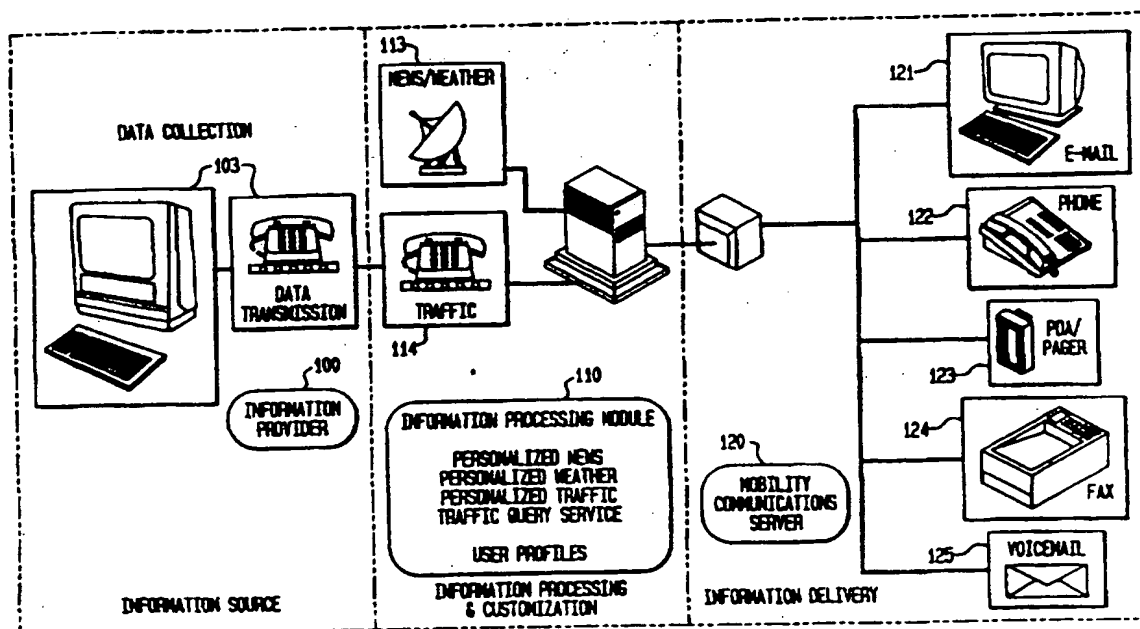 DATA COLLECTION
103
DATA
TRANSMISSION
100
INFORMATION
PROVIDER
INFORMATION SOURCE
113
NEWS/WEATHER
TRAFFIC
114
110
INFORMATION PROCESSING MODULE
PERSONALIZED NEWS
PERSONALIZED WEATHER
PERSONALIZED TRAFFIC
TRAFFIC QUERY SERVICE
USER PROFILES
INFORMATION PROCESSING
& CUSTOMIZATION
120
MOBILITY
COMMUNICATIONS
SERVER
INFORMATION DELIVERY
121
E-MAIL
122
PHONE
PDA/
PAGER
123
124
FAX
125
VOICEMAIL